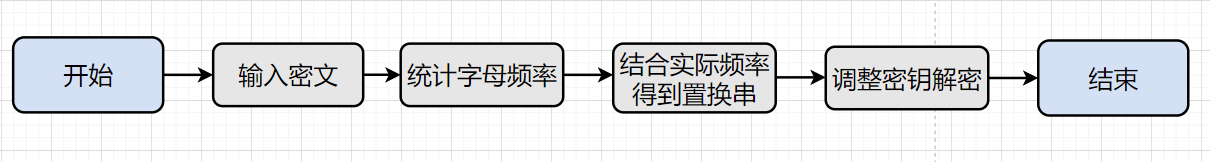 开始
输入密文
统计字母频率
结合实际频率
得到置换串
调整密钥解密
结束